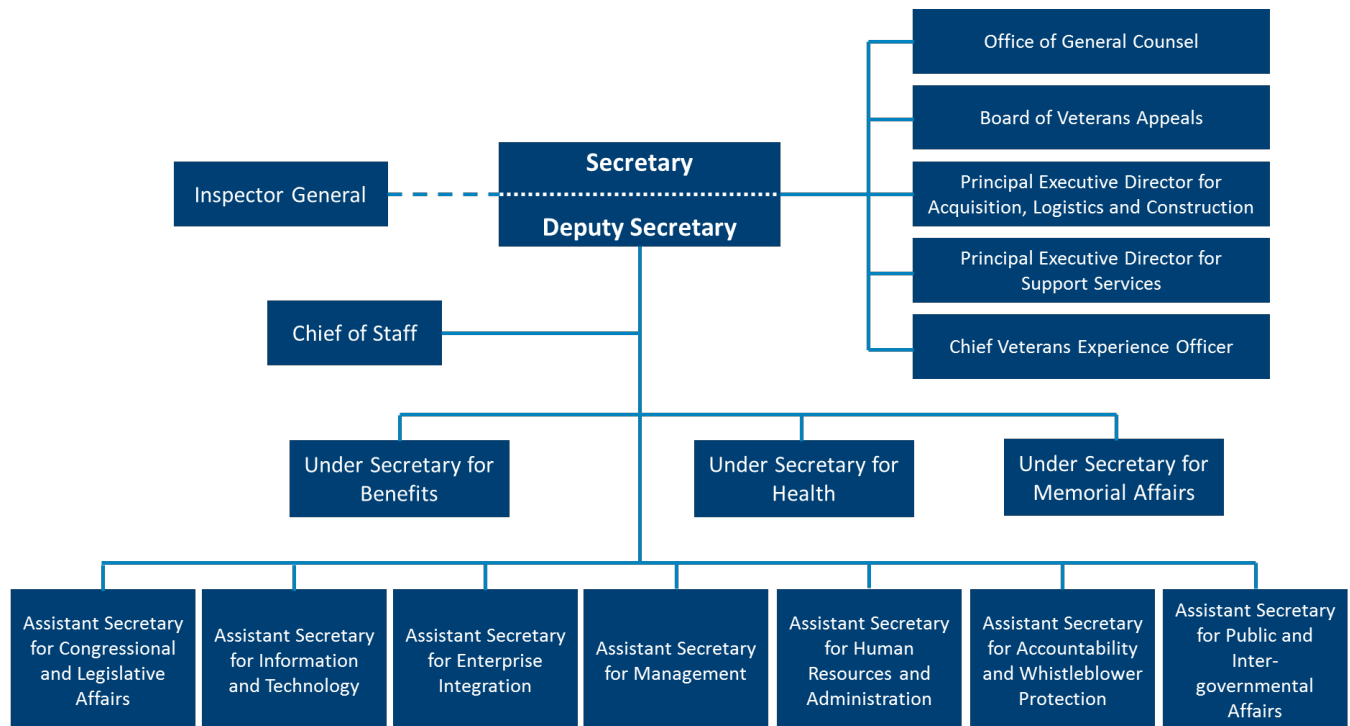 Office of General Counsel
Board of Veterans Appeals
Secretary
Deputy Secretary
Inspector General
Principal Executive Director for
Acquisition, Logistics and Construction
Principal Executive Director for
Support Services
Chief of Staff
Chief Veterans Experience Officer
Under Secretary for
Benefits
Under Secretary for
Health
Under Secretary for
Memorial Affairs
Assistant Secretary
for Congressional
and Legislative
Affairs
Assistant Secretary
for Information
and Technology
Assistant Secretary
for Enterprise
Integration
Assistant Secretary
for Management
Assistant Secretary
for Human
Resources and
Administration
Assistant Secretary
for Accountability
and Whistleblower
Protection
Assistant Secretary
for Public and
Inter-
governmental
Affairs